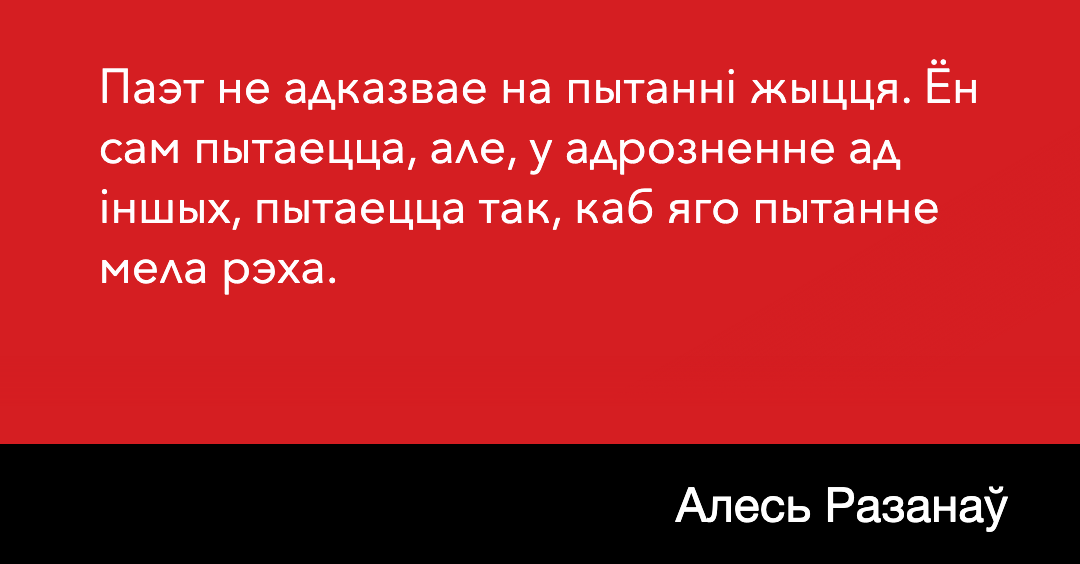 Паэт не адказвае на пытанні жыцця. Ён
сам пытаецца, але, у адрозненне ад
іншых, пытаецца так, каб яго пытанне
мела рэха.
Алесь Разанаў